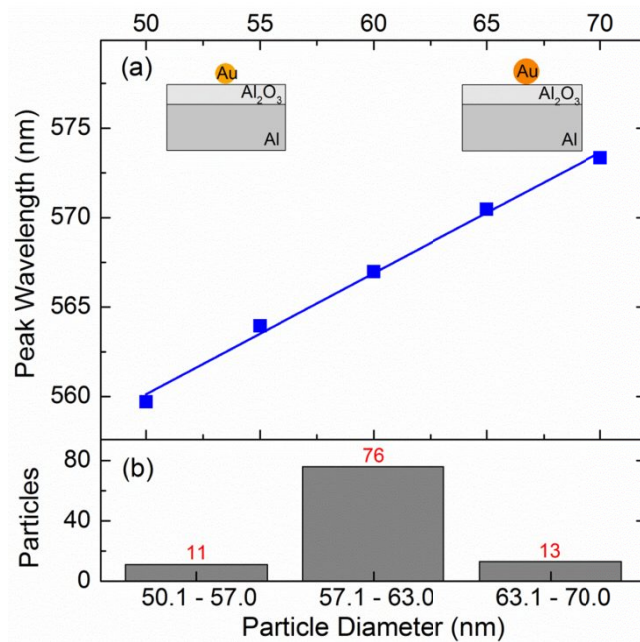 50 55 60 65 70
(a)
Au Au
Al2O3 Al2O3
Al Al
575
570
565
560
Peak Wavelength (nm)
(b)
80
40
0
Particles
76
11 13
50.1 - 57.0 57.1 - 63.0 63.1 - 70.0
Particle Diameter (nm)